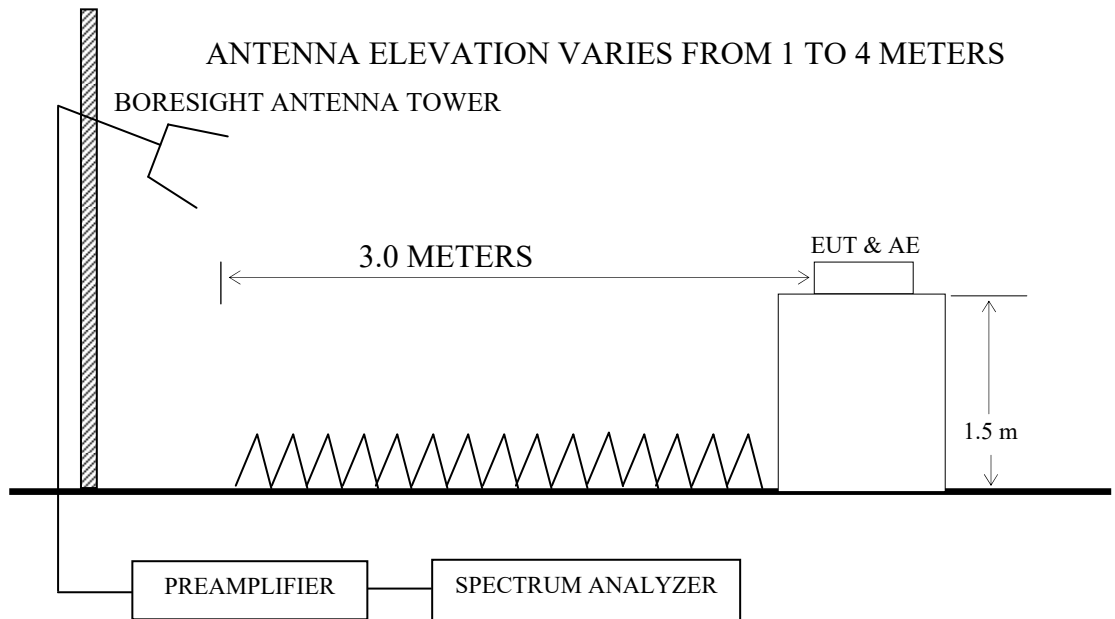 ANTENNA ELEVATION VARIES FROM 1 TO 4 METERS
BORESIGHT ANTENNA TOWER
EUT & AE
3.0 METERS
1.5 m
PREAMPLIFIER
SPECTRUM ANALYZER